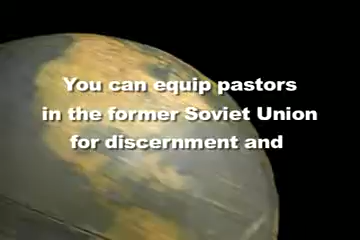 You can equip pastors
in the former Soviet Union
for discernment and